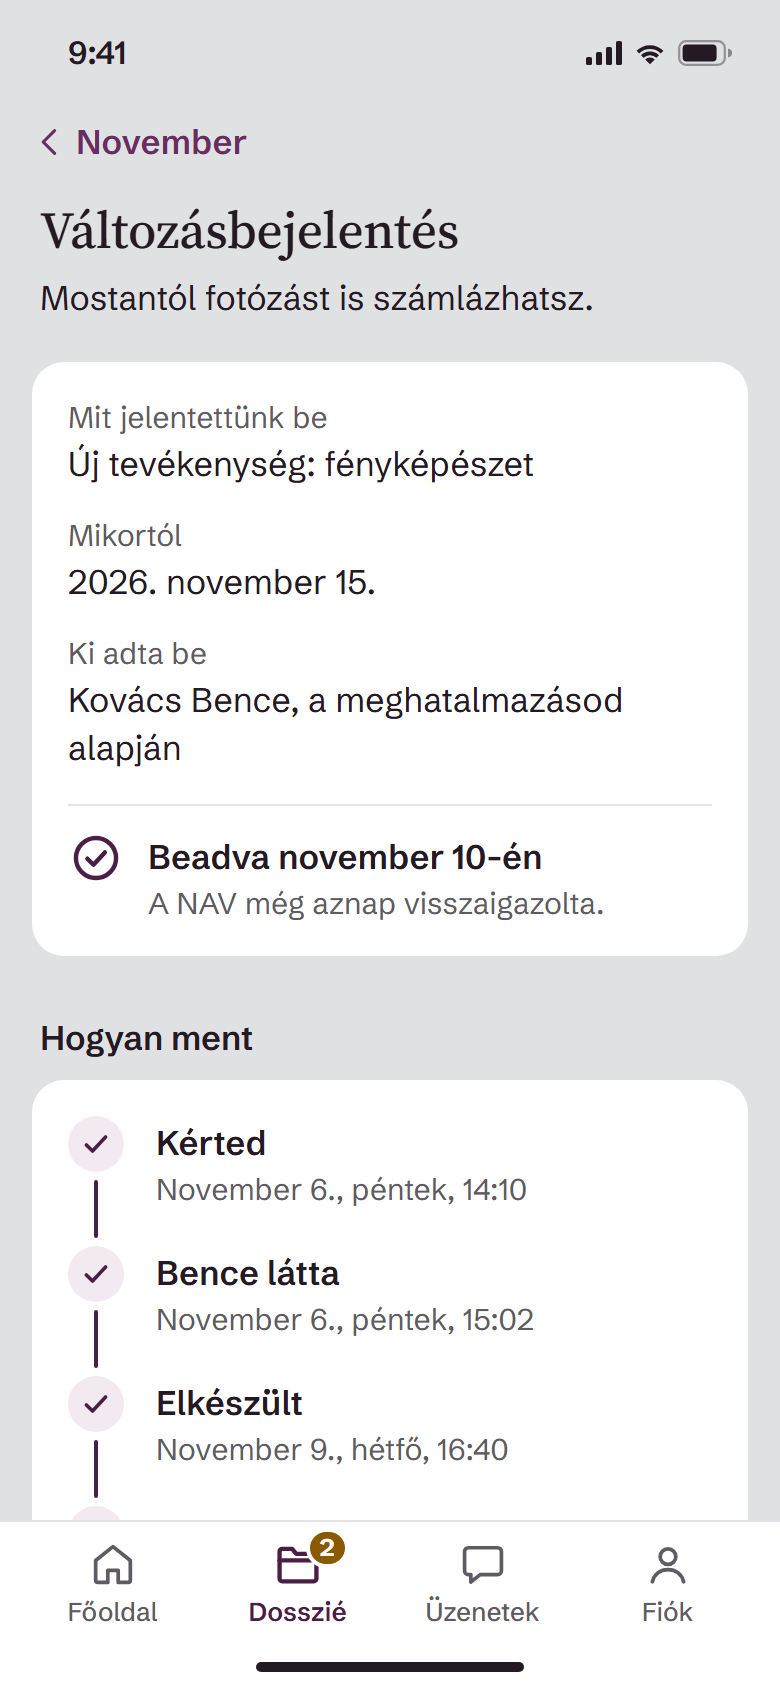 9:41
November
Változásbejelentés
Mostantól fotózást is számlázhatsz.
Mit jelentettünk be
Új tevékenység: fényképészet
Mikortól
2026. november 15.
Ki adta be
Kovács Bence, a meghatalmazásod
alapján
Beadva november 10-én
A NAV még aznap visszaigazolta.
Hogyan ment
Kérted
November 6., péntek, 14:10
Bence látta
November 6., péntek, 15:02
Elkészült
November 9., hétfő, 16:40
2
Főoldal
Dosszié
Üzenetek
Fiók